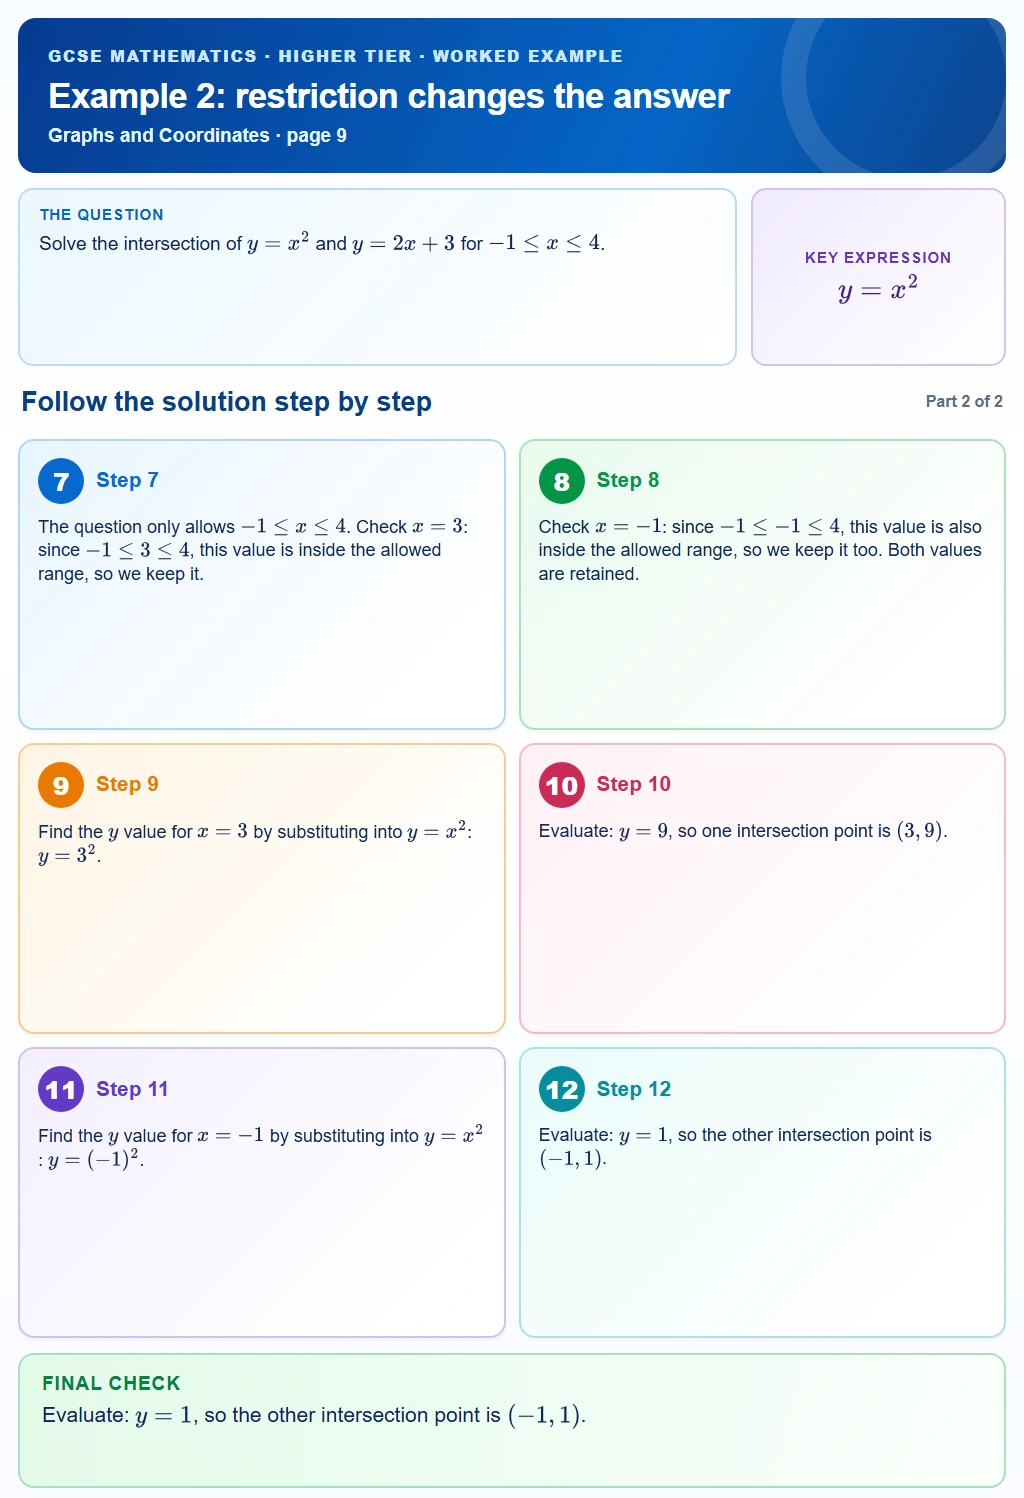 GCSE MATHEMATICS · HIGHER TIER · WORKED EXAMPLE
Example 2: restriction changes the answer
Graphs and Coordinates · page 9
THE QUESTION
Solve the intersection of y = x² and y = 2x + 3 for −1 ≤ x ≤ 4.
KEY EXPRESSION
y = x²
Follow the solution step by step
Part 2 of 2
7 Step 7
The question only allows −1 ≤ x ≤ 4. Check x = 3:
since −1 ≤ 3 ≤ 4, this value is inside the allowed
range, so we keep it.
8 Step 8
Check x = −1: since −1 ≤ −1 ≤ 4, this value is also
inside the allowed range, so we keep it too. Both values
are retained.
9 Step 9
Find the y value for x = 3 by substituting into y = x²:
y = 3².
10 Step 10
Evaluate: y = 9, so one intersection point is (3, 9).
11 Step 11
Find the y value for x = −1 by substituting into y = x²
: y = (−1)².
12 Step 12
Evaluate: y = 1, so the other intersection point is
(−1, 1).
FINAL CHECK
Evaluate: y = 1, so the other intersection point is (−1, 1).